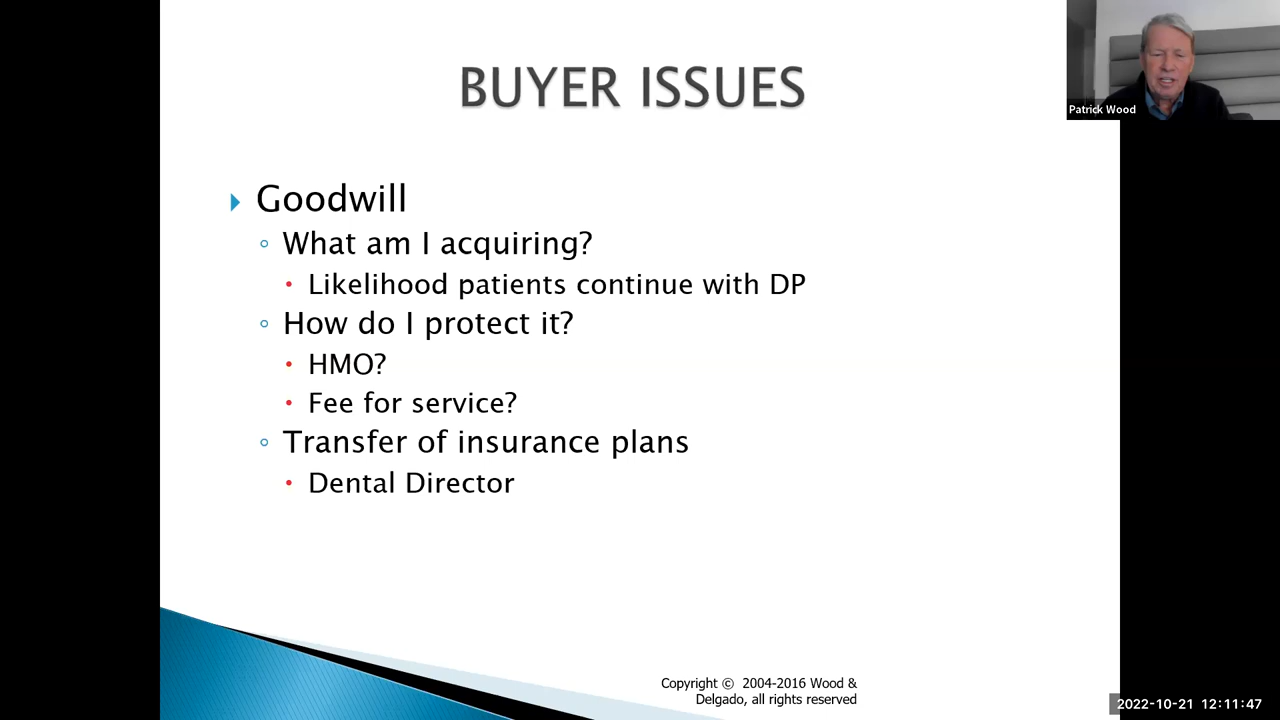 BUYER ISSUES
Patrick Wood
Goodwill
What am I acquiring?
Likelihood patients continue with DP
How do I protect it?
HMO?
Fee for service?
Transfer of insurance plans
Dental Director
Copyright © 2004-2016 Wood &
Delgado, all rights reserved
2022-10-21 12:11:47